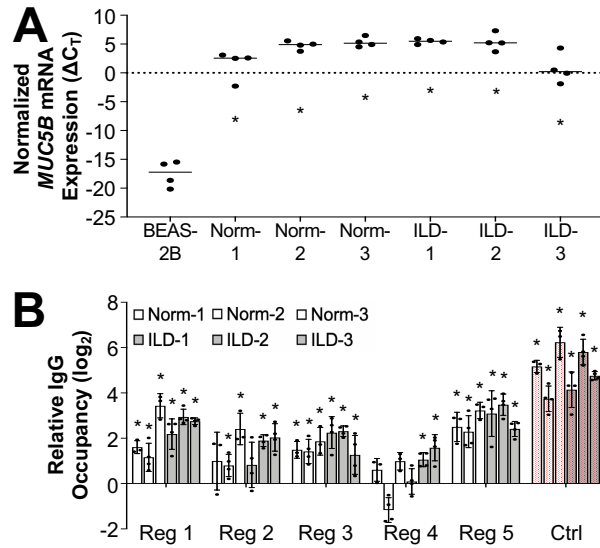 A
Normalized
MUC5B mRNA
Expression (ΔCT)
10
5
0
-5
-10
-15
-20
-25
* * * * * *
BEAS-2B
Norm-1
Norm-2
Norm-3
ILD-1
ILD-2
ILD-3
B
Relative IgG
Occupancy (log2)
8
6
4
2
0
-2
Norm-1 Norm-2 Norm-3
ILD-1 ILD-2 ILD-3
Reg 1 Reg 2 Reg 3 Reg 4 Reg 5 Ctrl